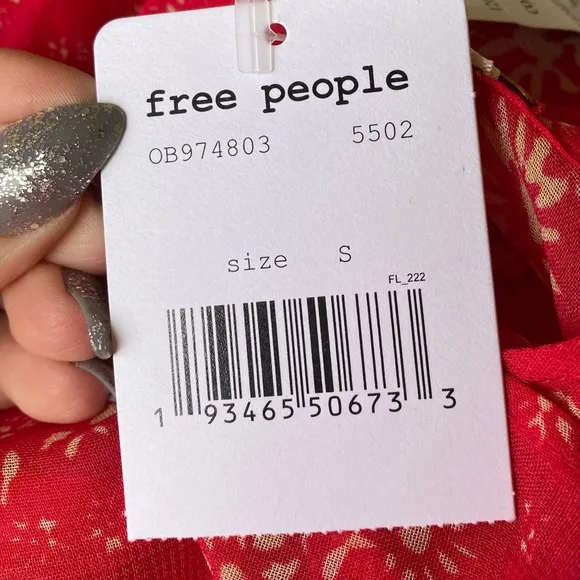 free people
OB974803 5502
size S
FL_222
1 93465 50673 3